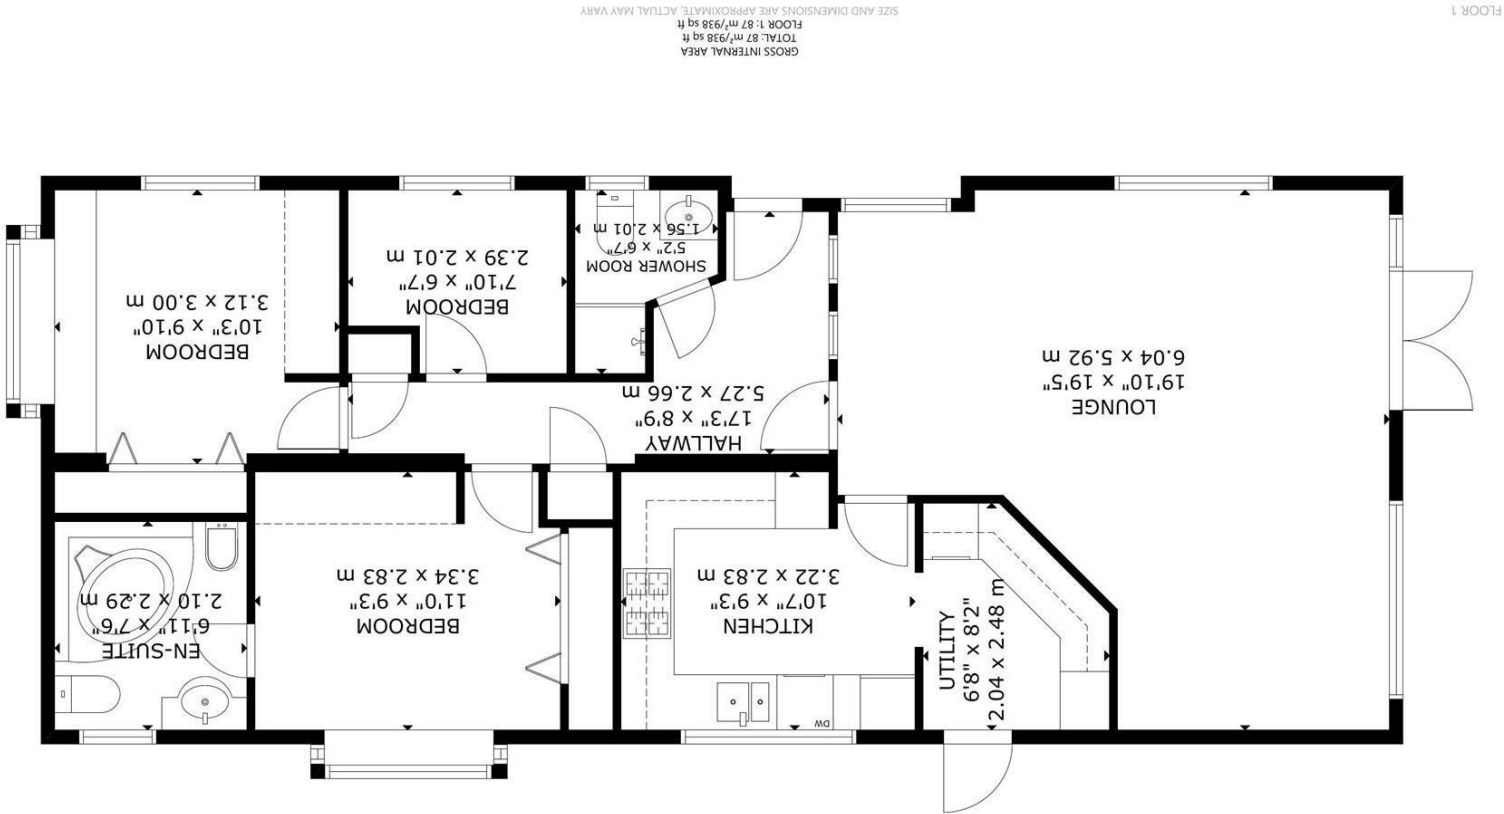 FLOOR 1
SIZE AND DIMENSIONS ARE APPROXIMATE, ACTUAL MAY VARY
GROSS INTERNAL AREA
TOTAL: 87 m²/938 sq ft
FLOOR 1: 87 m²/938 sq ft
BEDROOM
10'3" x 9'10"
3.12 x 3.00 m
BEDROOM
7'10" x 6'7"
2.39 x 2.01 m
SHOWER ROOM
5'2" x 6'7"
1.56 x 2.01 m
HALLWAY
17'3" x 8'9"
5.27 x 2.66 m
LOUNGE
19'10" x 19'5"
6.04 x 5.92 m
EN-SUITE
6'11" x 7'6"
2.10 x 2.29 m
BEDROOM
11'0" x 9'3"
3.34 x 2.83 m
KITCHEN
10'7" x 9'3"
3.22 x 2.83 m
DW
UTILITY
6'8" x 8'2"
2.04 x 2.48 m